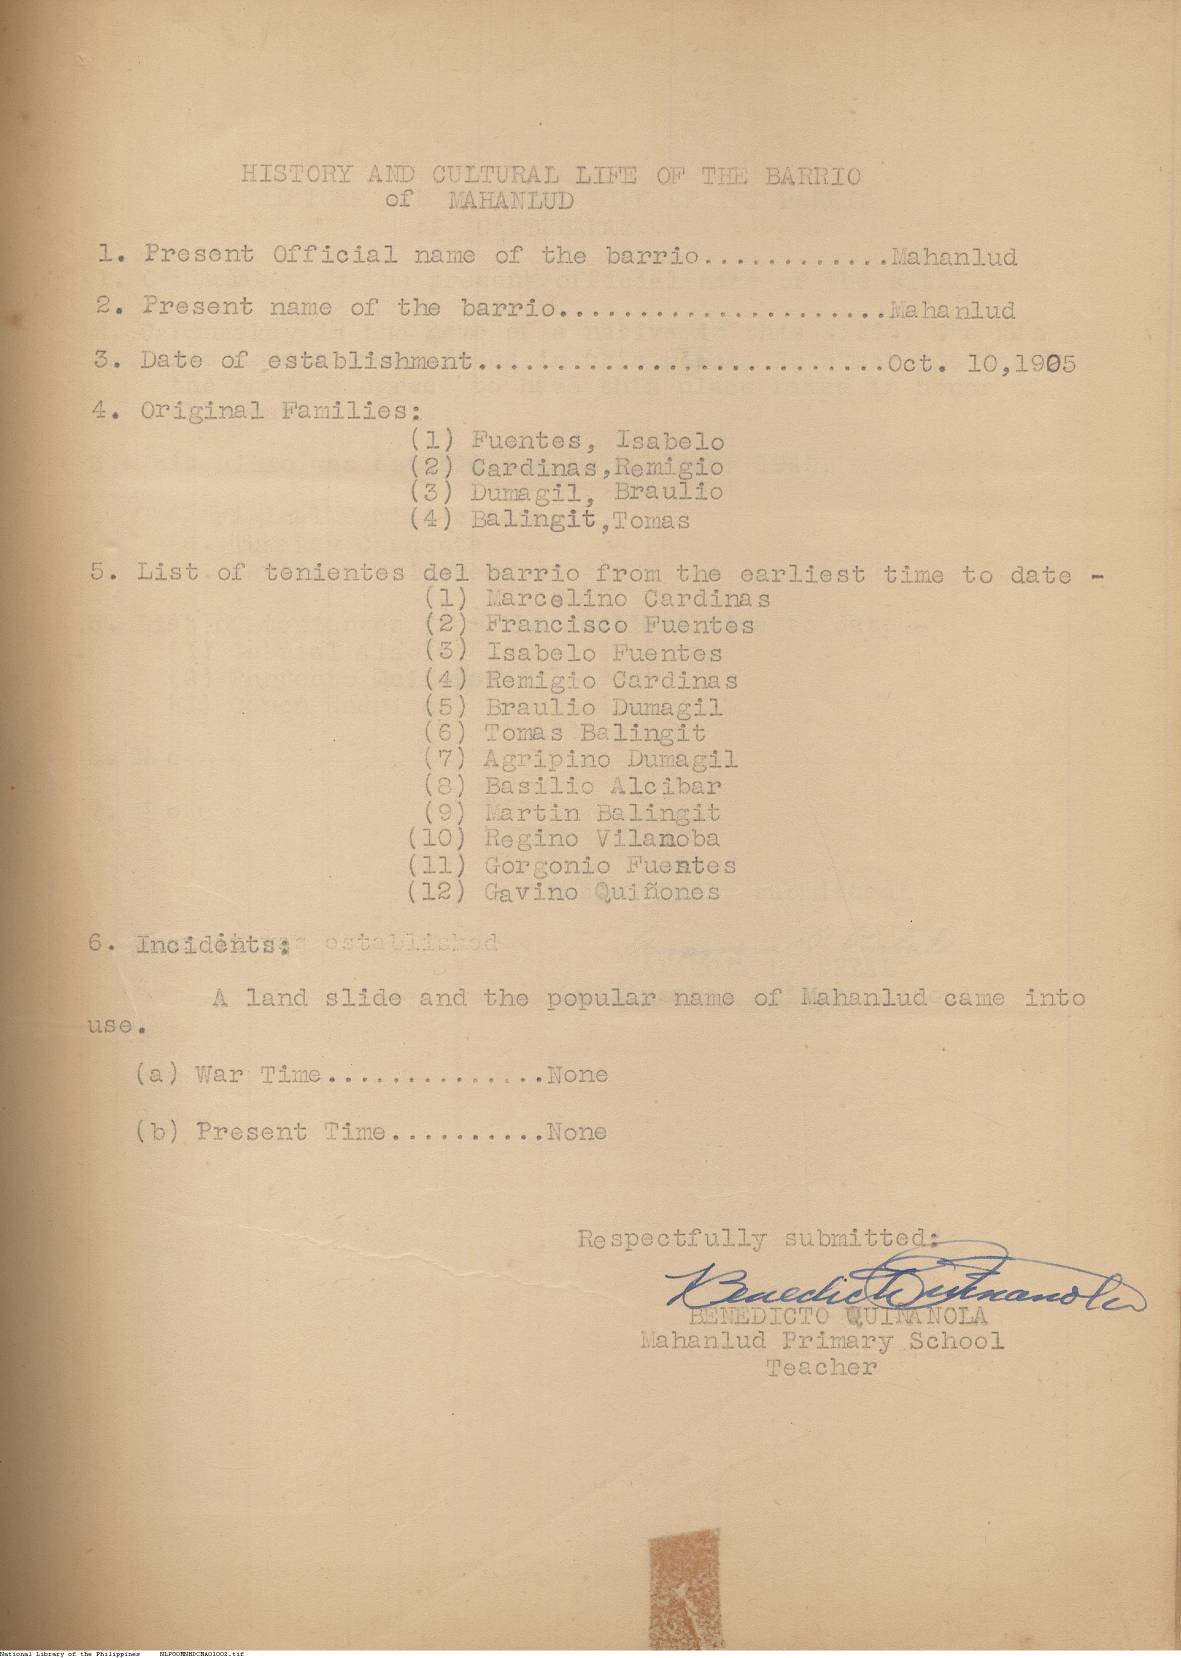 HISTORY AND CULTURAL LIFE OF THE BARRIO
of MAHANLUD
1. Present Official name of the barrio............Mahanlud
2. Present name of the barrio.....................Mahanlud
3. Date of establishment..........................Oct. 10,1905
4. Original Families:
(1) Fuentes, Isabelo
(2) Cardinas,Remigio
(3) Dumagil, Braulio
(4) Balingit,Tomas
5. List of tenientes del barrio from the earliest time to date -
(1) Marcelino Cardinas
(2) Francisco Fuentes
(3) Isabelo Fuentes
(4) Remigio Cardinas
(5) Braulio Dumagil
(6) Tomas Balingit
(7) Agripino Dumagil
(8) Basilio Alcibar
(9) Martin Balingit
(10) Regino Vilanoba
(11) Gorgonio Fuentes
(12) Gavino Quiñones
6. Incidents: established
A land slide and the popular name of Mahanlud came into
use.
(a) War Time..............None
(b) Present Time..........None
Respectfully submitted:
Benedicto Quinanola
BENEDICTO QUINANOLA
Mahanlud Primary School
Teacher
National Library of the Philippines NLPOOMNHDCMAO1002.tif